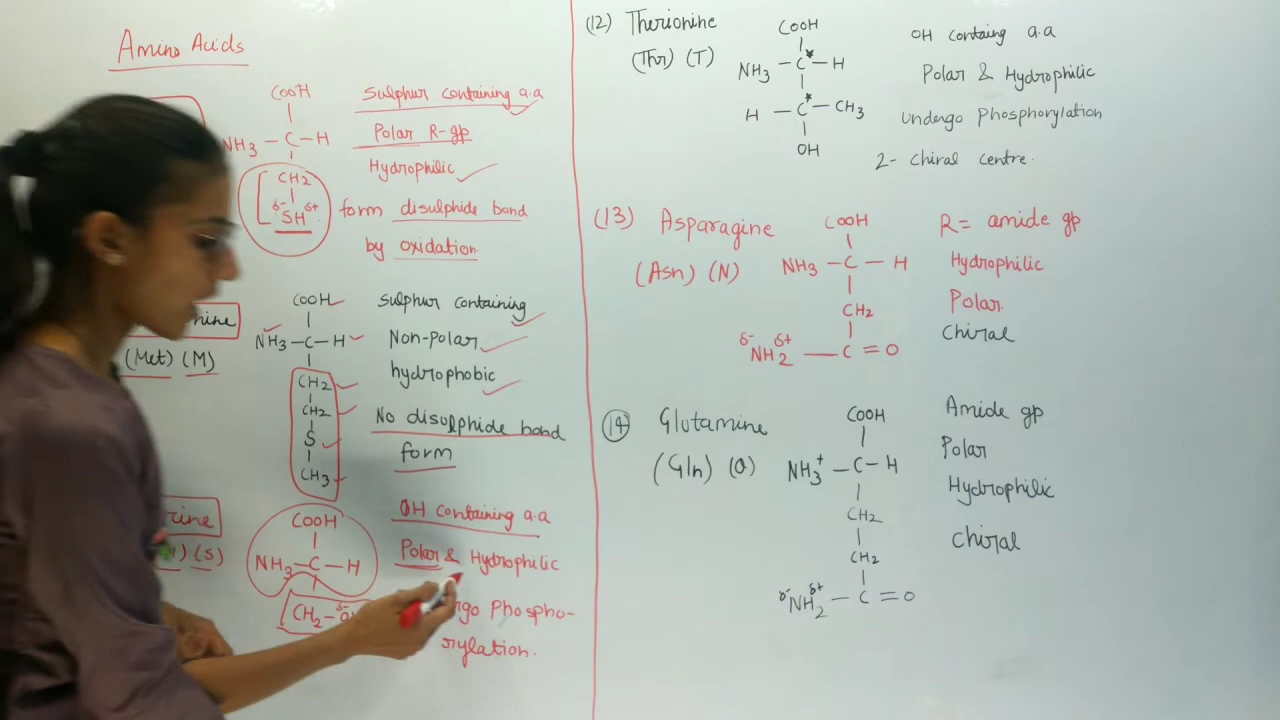 Amino Acids
COOH
NH3 — C — H
CH2
δ- δ+
SH
Sulphur containing a.a
Polar R-gp
Hydrophilic
form disulphide bond
by oxidation
(Met) (M)
COOH
NH3 — C — H
CH2
CH2
S
CH3
Sulphur containing
Non-polar
hydrophobic
No disulphide bond
form
(S)
COOH
NH3 — C — H
CH2 — δ-
OH containing a.a
Polar & Hydrophilic
Phospho-
rylation.
(12) Therionine
(Thr) (T)
COOH
NH3 — C* — H
H — C* — CH3
OH
OH containg a.a
Polar & Hydrophilic
undergo Phosphorylation
2- chiral centre.
(13) Asparagine
(Asn) (N)
COOH
NH3 — C — H
CH2
δ- δ+
NH2 — C = O
R = amide gp
Hydrophilic
Polar
chiral
14 Glutamine
(Gln) (Q)
COOH
NH3+ — C — H
CH2
CH2
δ- δ+
NH2 — C = O
Amide gp
Polar
Hydrophilic
chiral